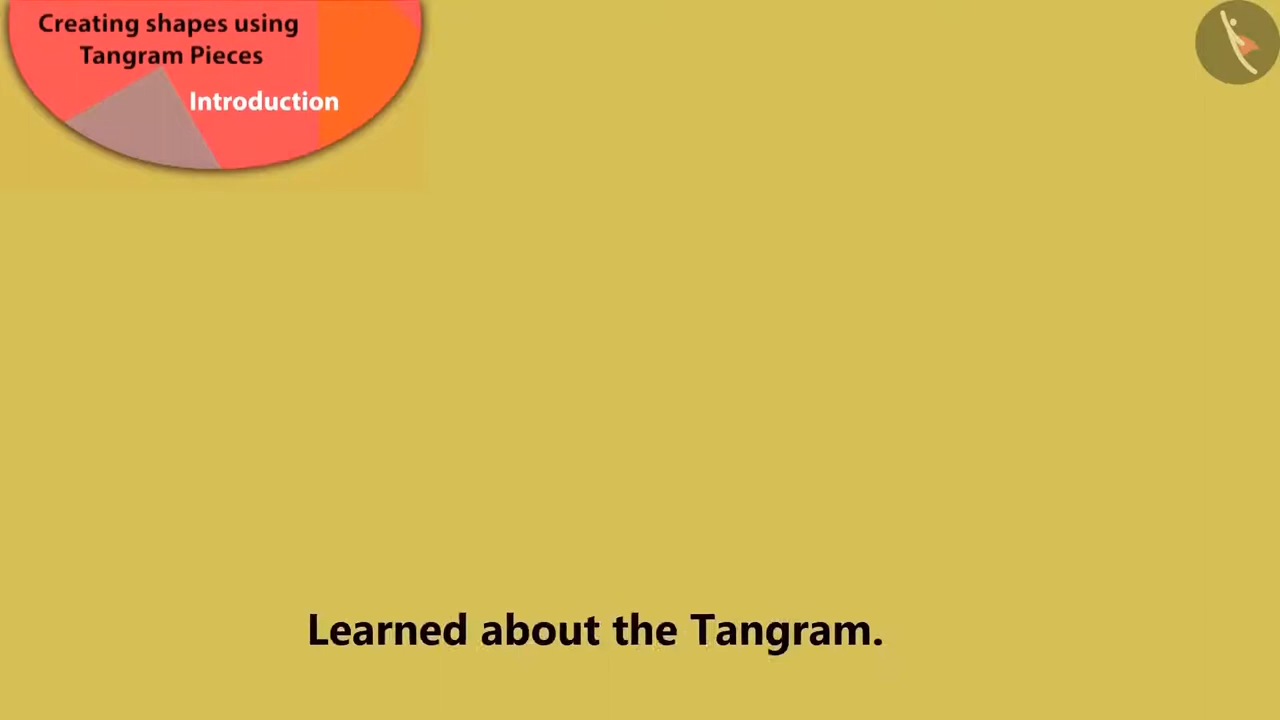 Creating shapes using
Tangram Pieces
Introduction
Learned about the Tangram.